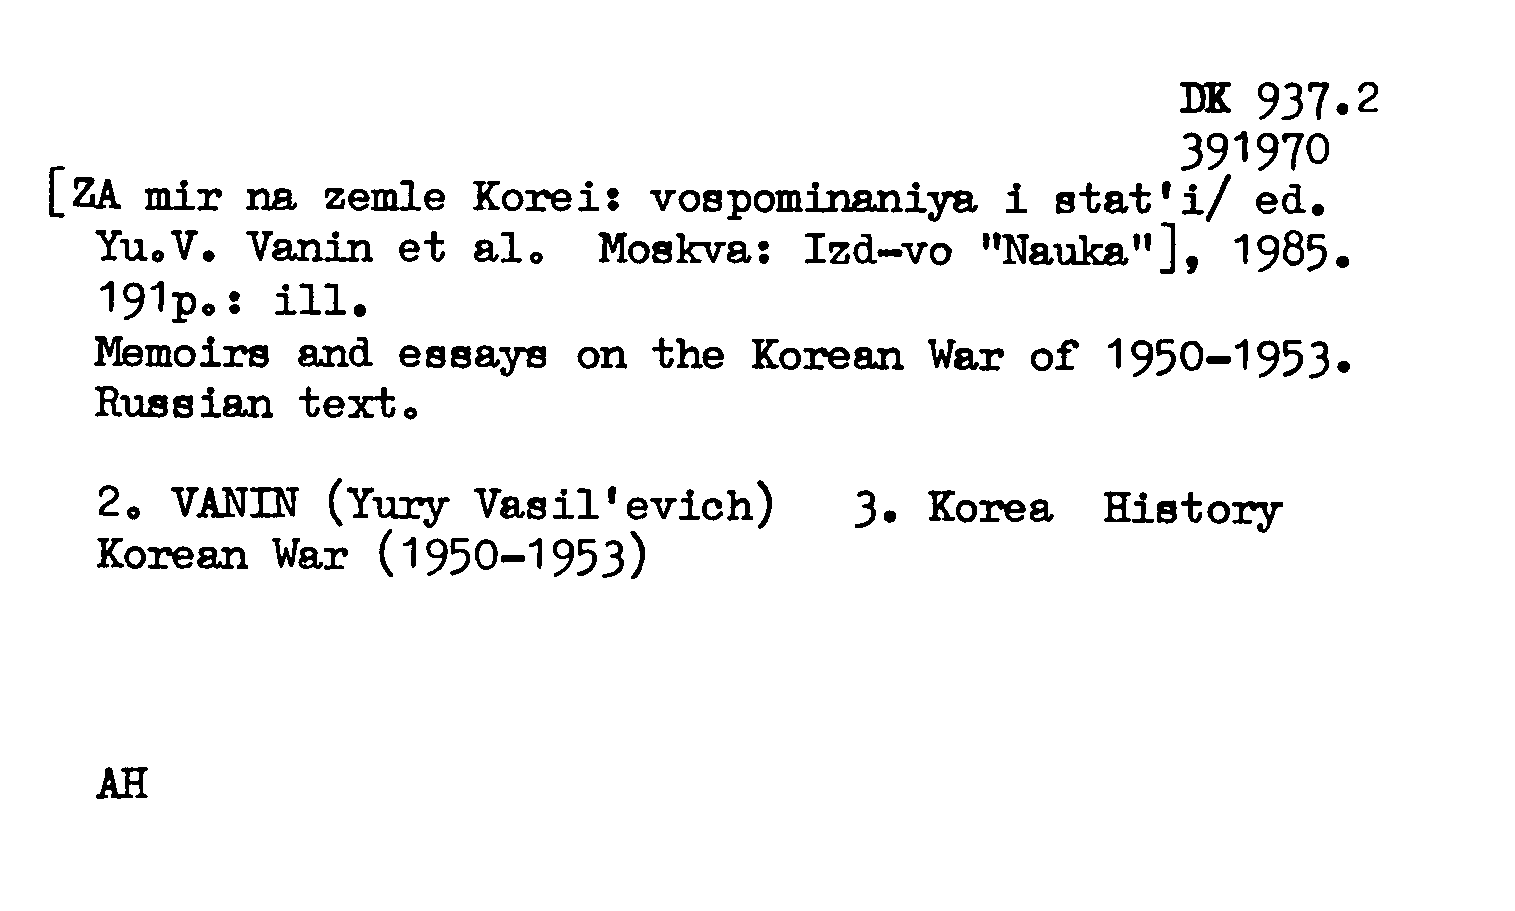 DK 937.2
391970
[ZA mir na zemle Korei: vospominaniya i stat'i/ ed.
Yu.V. Vanin et al. Moskva: Izd-vo "Nauka"], 1985.
191p.: ill.
Memoirs and essays on the Korean War of 1950-1953.
Russian text.
2. VANIN (Yury Vasil'evich) 3. Korea History
Korean War (1950-1953)
AH